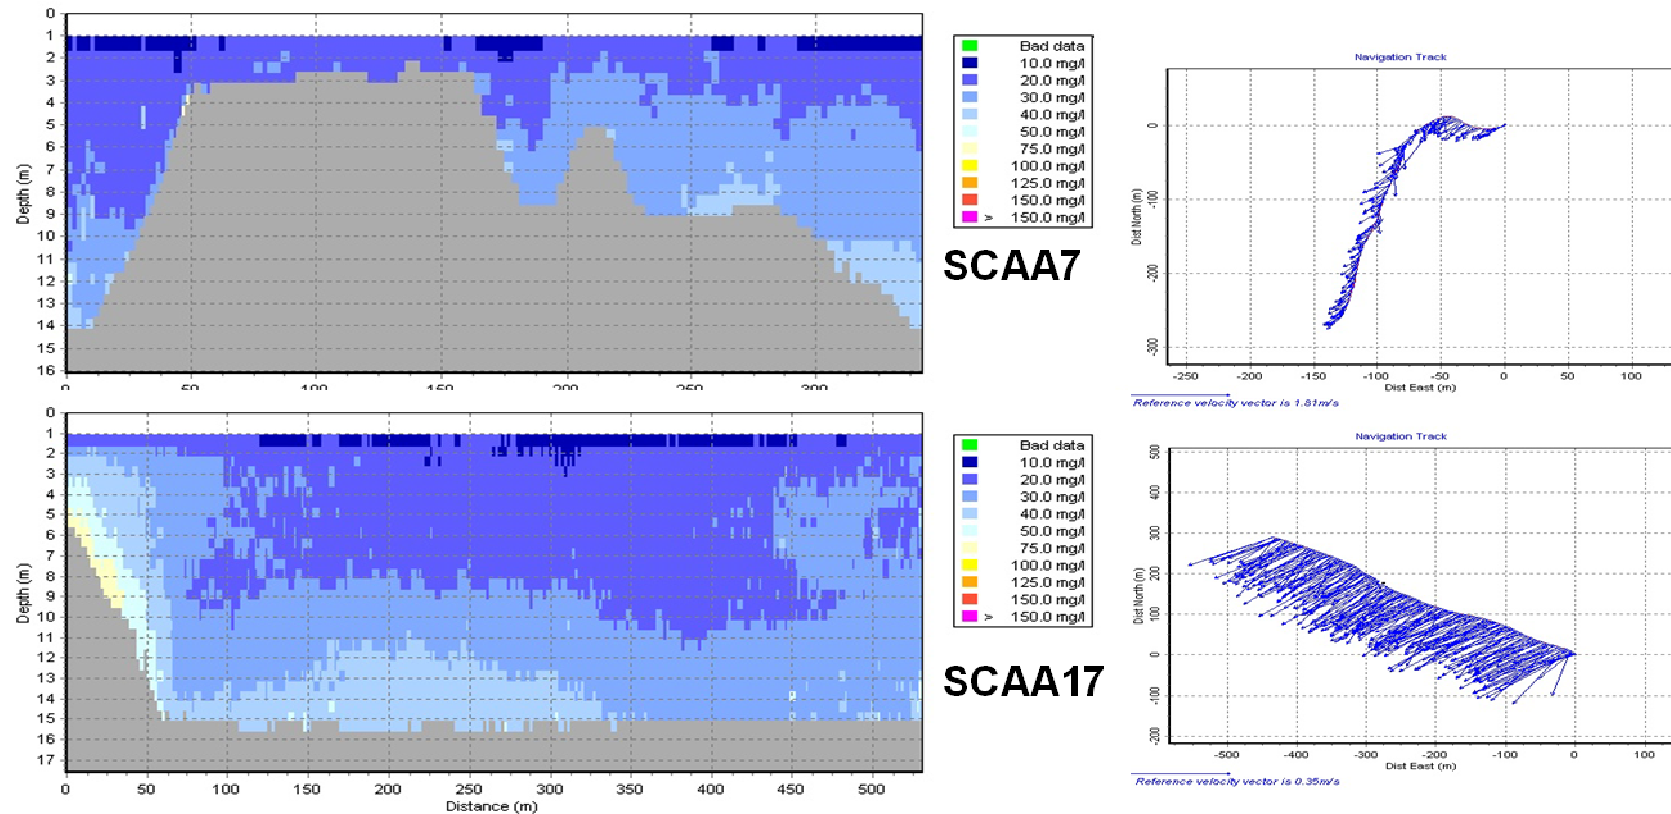 0
1
2
3
4
5
6
7
8
9
10
11
12
13
14
15
16
Depth (m)
0 50 100 150 200 250
Bad data
10.0 mg/l
20.0 mg/l
30.0 mg/l
40.0 mg/l
50.0 mg/l
75.0 mg/l
100.0 mg/l
125.0 mg/l
150.0 mg/l
> 150.0 mg/l
SCAA7
Navigation Track
0
-100
-200
-300
Dist North (m)
-250 -200 -150 -100 -50 0 50 100
Dist East (m)
Reference velocity vector is 1.81m/s
0
1
2
3
4
5
6
7
8
9
10
11
12
13
14
15
16
17
Depth (m)
0 50 100 150 200 250 300 350 400 450 500
Distance (m)
Bad data
10.0 mg/l
20.0 mg/l
30.0 mg/l
40.0 mg/l
50.0 mg/l
75.0 mg/l
100.0 mg/l
125.0 mg/l
150.0 mg/l
> 150.0 mg/l
SCAA17
Navigation Track
500
400
300
200
100
0
-100
-200
Dist North (m)
-500 -400 -300 -200 -100 0 100
Dist East (m)
Reference velocity vector is 0.35m/s